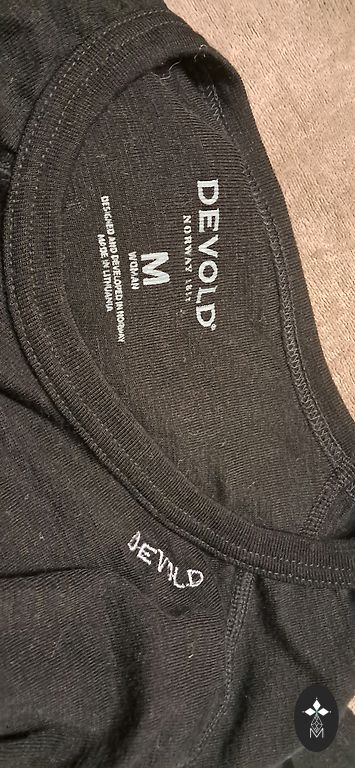 DEVOLD®
NORWAY 1853
M
WOMAN
DESIGNED AND DEVELOPED IN NORWAY
MADE IN LITHUANIA
DEVOLD
M